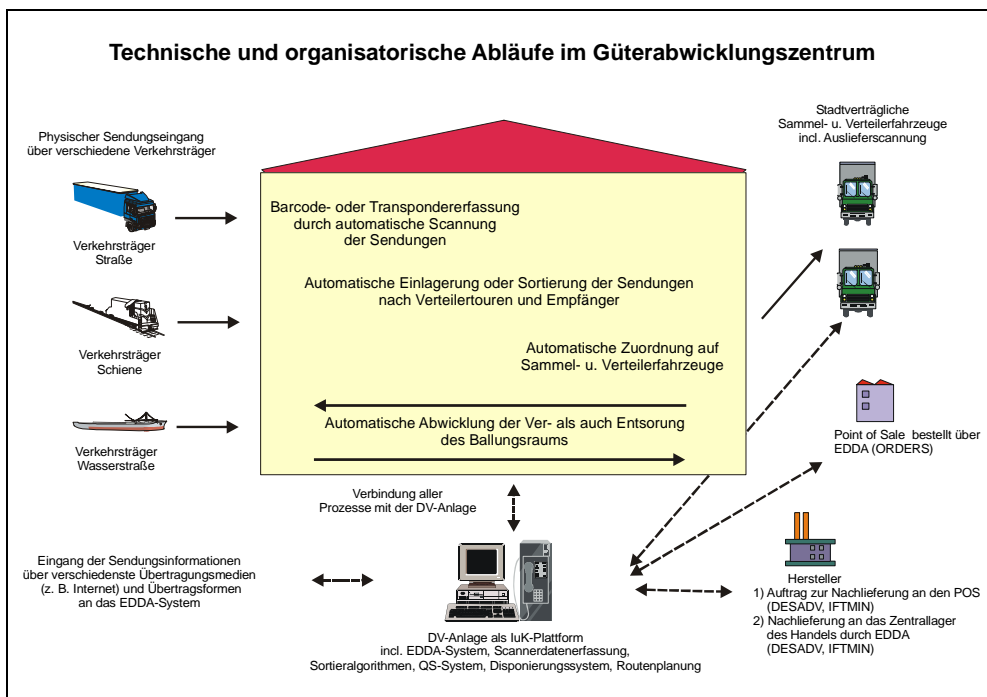 Technische und organisatorische Abläufe im Güterabwicklungszentrum
Physischer Sendungseingang
über verschiedene Verkehrsträger
Verkehrsträger
Straße
Verkehrsträger
Schiene
Verkehrsträger
Wasserstraße
Barcode- oder Transpondererfassung
durch automatische Scannung
der Sendungen
Automatische Einlagerung oder Sortierung der Sendungen
nach Verteilertouren und Empfänger
Automatische Zuordnung auf
Sammel- u. Verteilerfahrzeuge
Automatische Abwicklung der Ver- als auch Entsorung
des Ballungsraums
Stadtverträgliche
Sammel- u. Verteilerfahrzeuge
incl. Auslieferscannung
Point of Sale bestellt über
EDDA (ORDERS)
Verbindung aller
Prozesse mit der DV-Anlage
Eingang der Sendungsinformationen
über verschiedenste Übertragungsmedien
(z. B. Internet) und Übertragsformen
an das EDDA-System
DV-Anlage als IuK-Plattform
incl. EDDA-System, Scannerdatenerfassung,
Sortieralgorithmen, QS-System, Disponierungssystem, Routenplanung
Hersteller
1) Auftrag zur Nachlieferung an den POS
(DESADV, IFTMIN)
2) Nachlieferung an das Zentrallager
des Handels durch EDDA
(DESADV, IFTMIN)